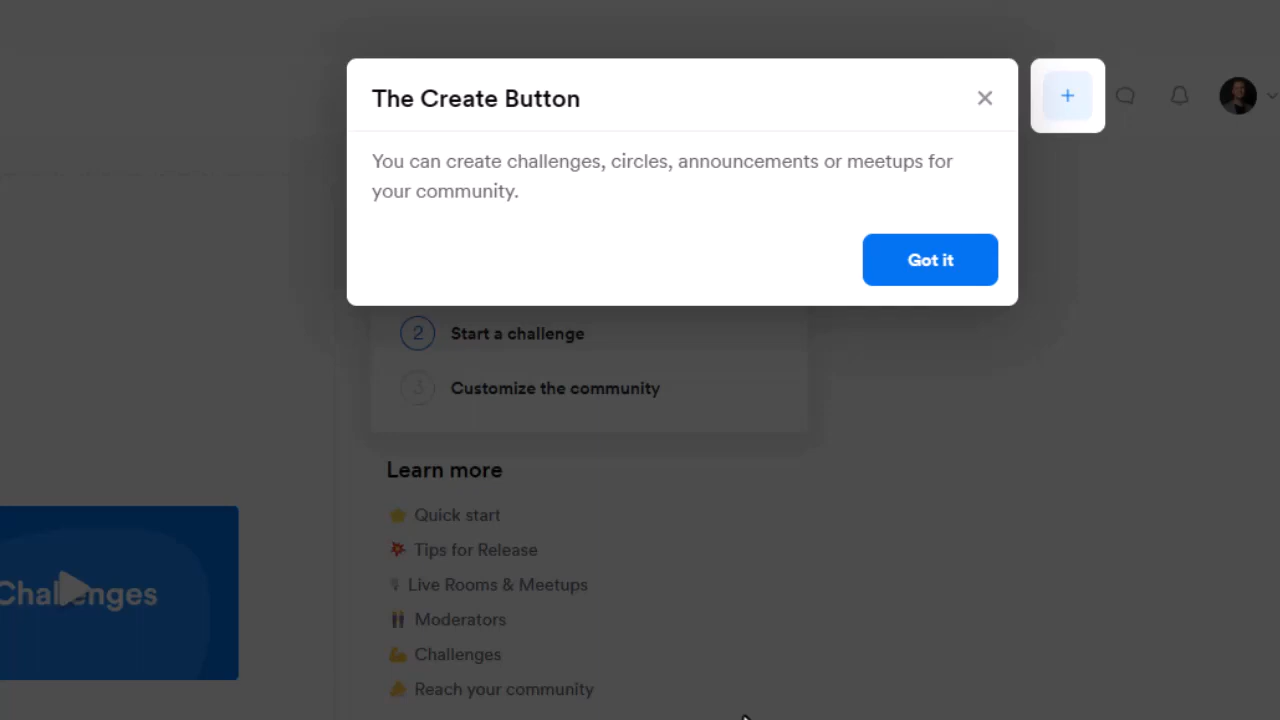 The Create Button
You can create challenges, circles, announcements or meetups for
your community.
Got it
2 Start a challenge
3 Customize the community
Learn more
Quick start
Tips for Release
Live Rooms & Meetups
Moderators
Challenges
Reach your community
Challenges